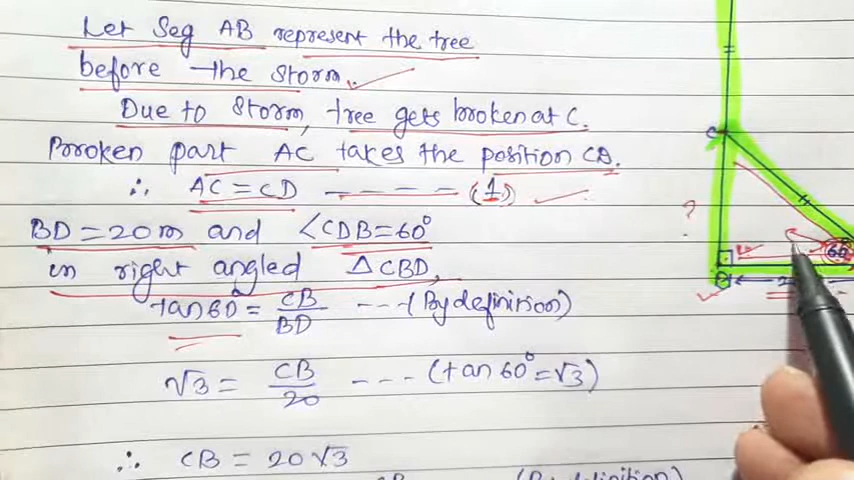 Let Seg AB represent the tree
before the storm.
Due to Storm, tree gets broken at C.
Broken part AC takes the position CD.
∴ AC = CD ---- (1)
BD = 20 m and ∠CDB = 60°
in right angled ΔCBD,
tan 60° = CB/BD --- (By definition)
√3 = CB/20 ---- (tan 60° = √3)
∴ CB = 20√3
C
?
60
B